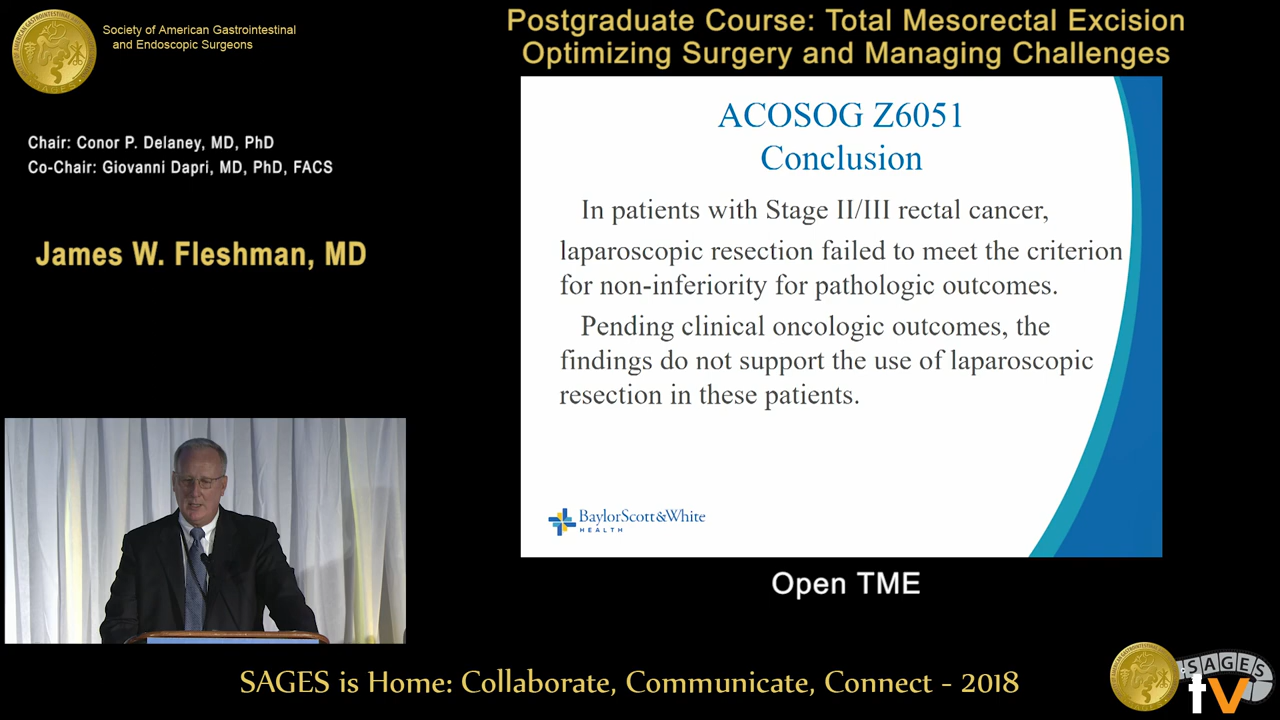 Society of American Gastrointestinal
and Endoscopic Surgeons
Postgraduate Course: Total Mesorectal Excision
Optimizing Surgery and Managing Challenges
Chair: Conor P. Delaney, MD, PhD
Co-Chair: Giovanni Dapri, MD, PhD, FACS
James W. Fleshman, MD
ACOSOG Z6051
Conclusion
In patients with Stage II/III rectal cancer,
laparoscopic resection failed to meet the criterion
for non-inferiority for pathologic outcomes.
Pending clinical oncologic outcomes, the
findings do not support the use of laparoscopic
resection in these patients.
BaylorScott&White
HEALTH
Open TME
SAGES is Home: Collaborate, Communicate, Connect - 2018
SAGES
tv